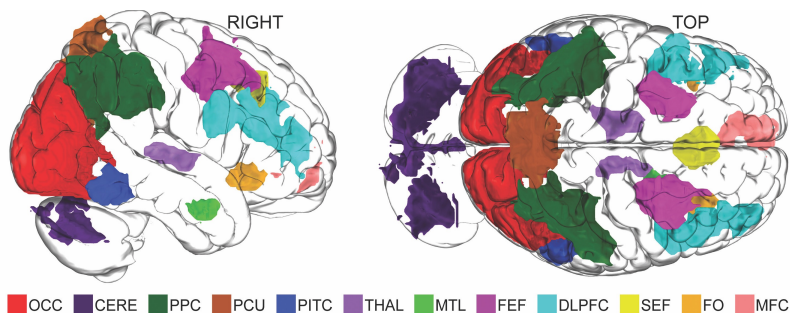 RIGHT
TOP
OCC CERE PPC PCU PITC THAL MTL FEF DLPFC SEF FO MFC